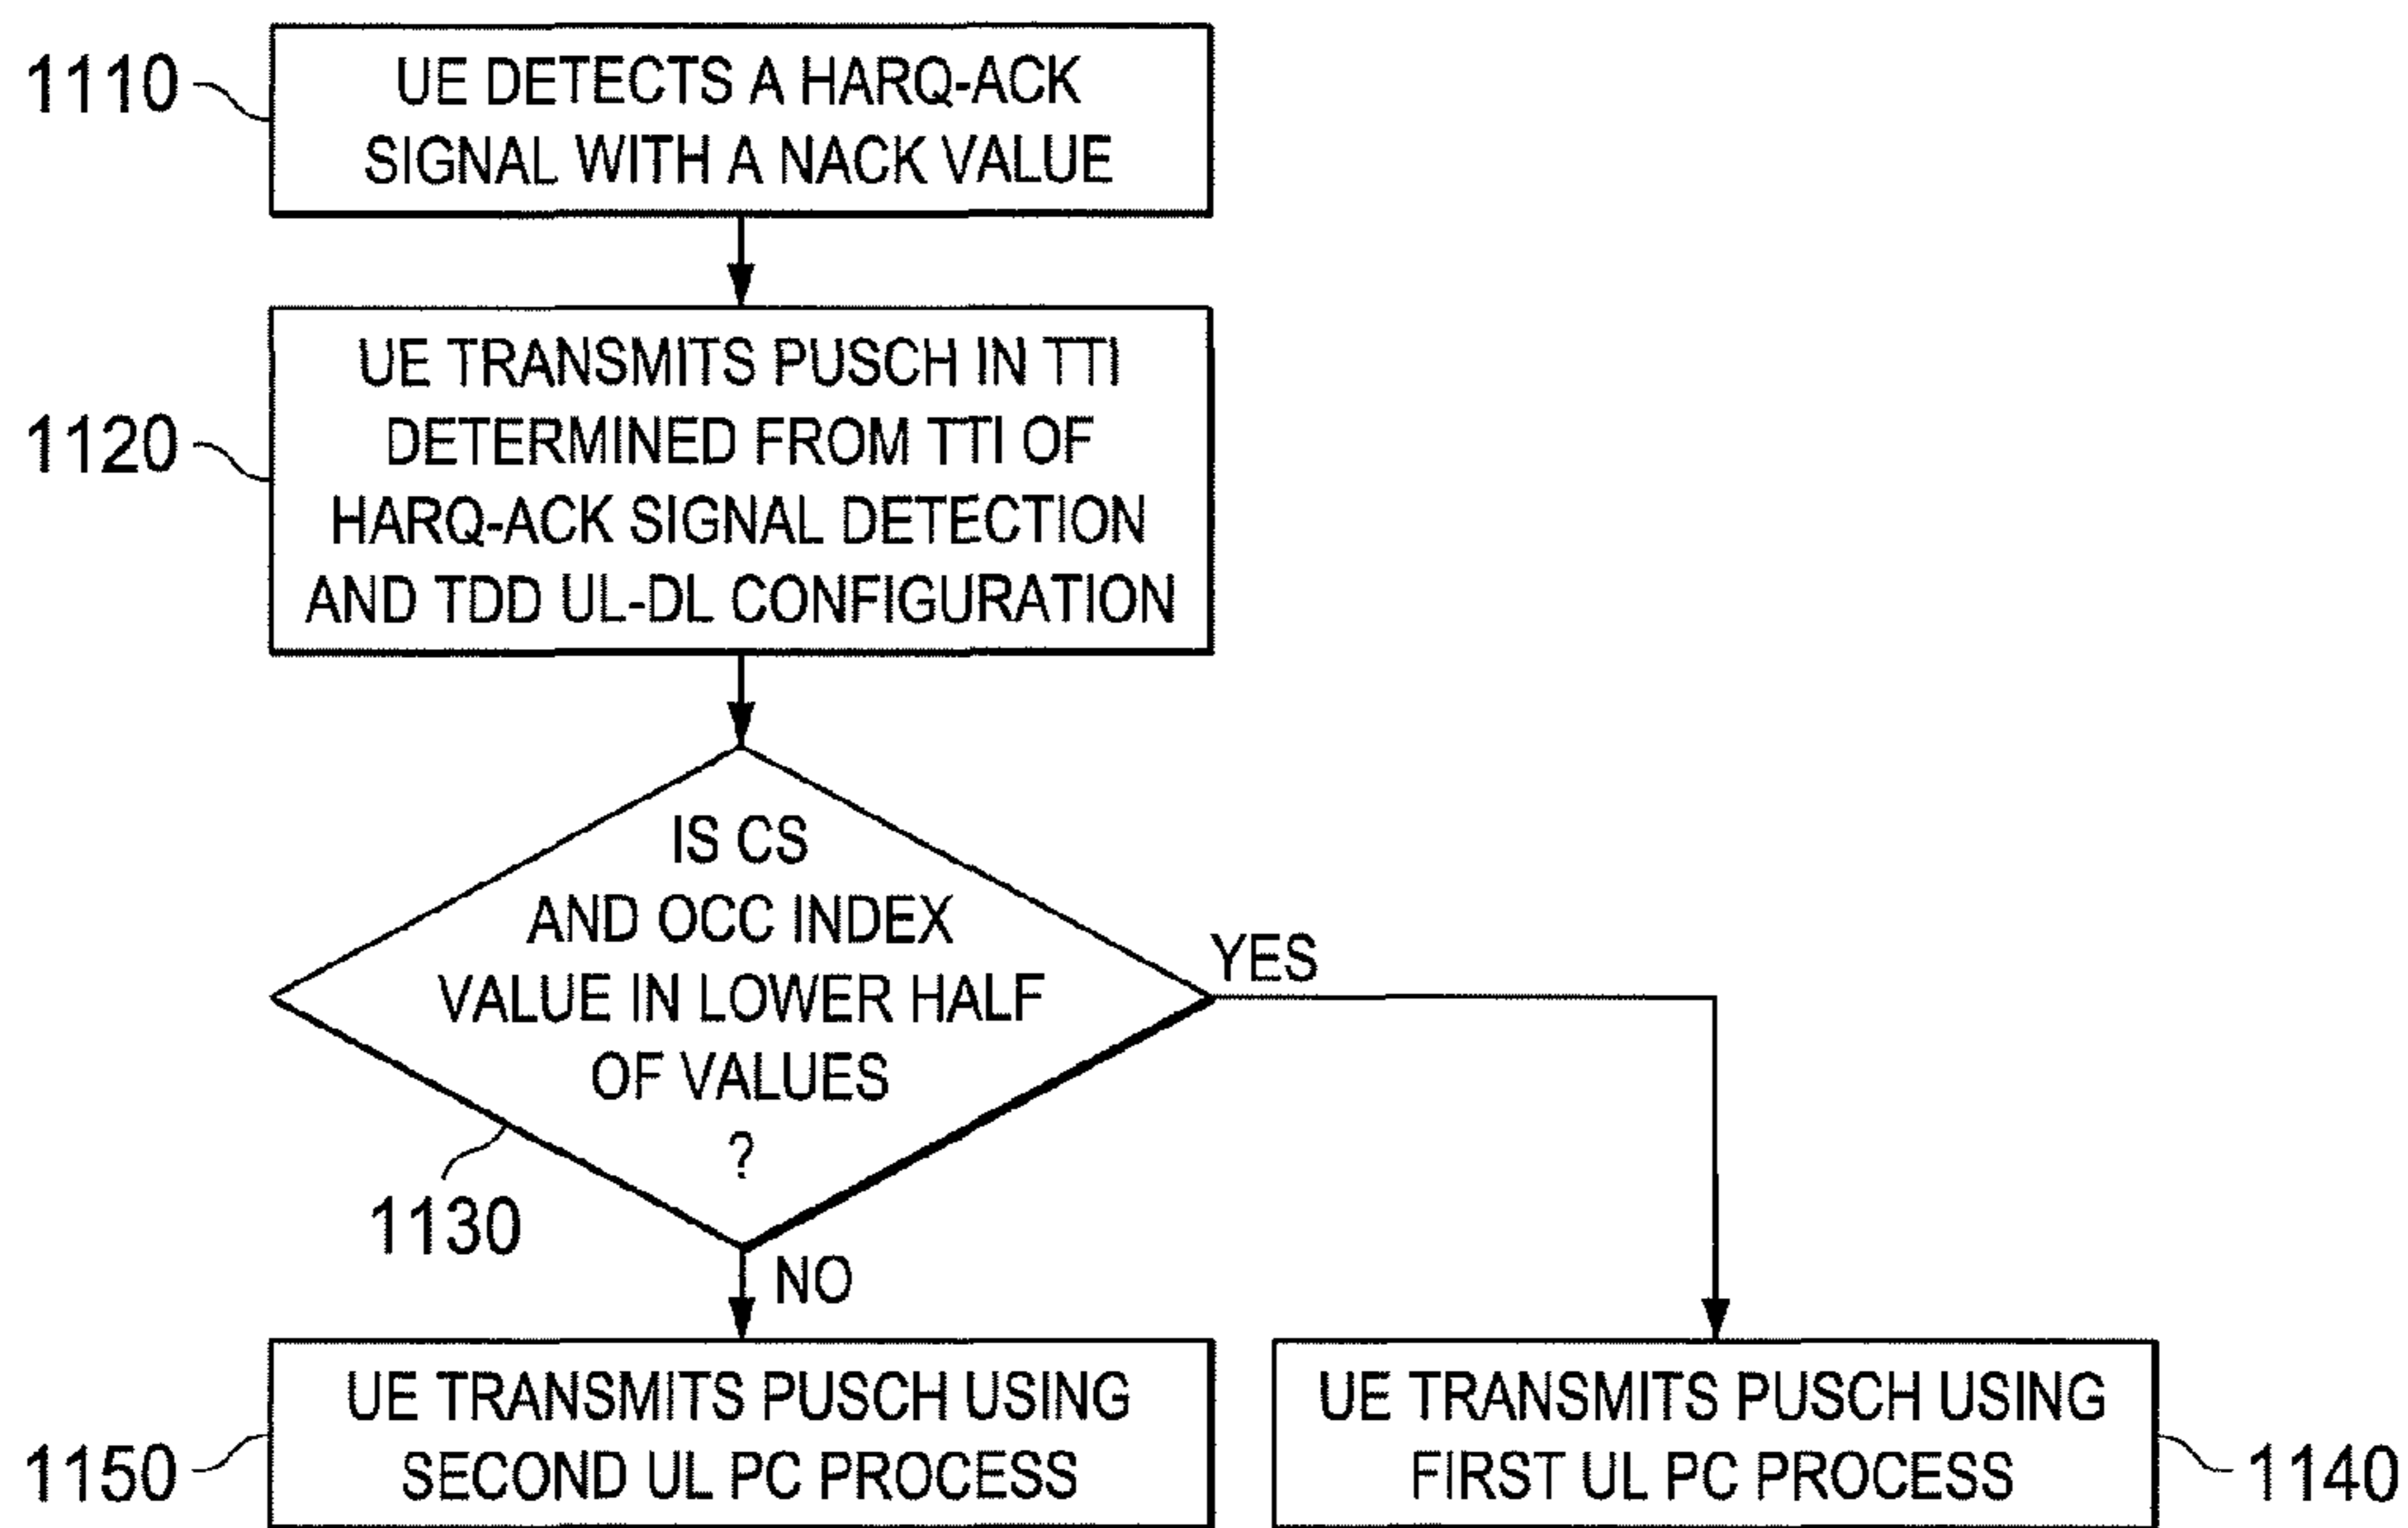 1110
UE DETECTS A HARQ-ACK
SIGNAL WITH A NACK VALUE
1120
UE TRANSMITS PUSCH IN TTI
DETERMINED FROM TTI OF
HARQ-ACK SIGNAL DETECTION
AND TDD UL-DL CONFIGURATION
IS CS
AND OCC INDEX
VALUE IN LOWER HALF
OF VALUES
?
YES
1130
NO
1150
UE TRANSMITS PUSCH USING
SECOND UL PC PROCESS
UE TRANSMITS PUSCH USING
FIRST UL PC PROCESS
1140